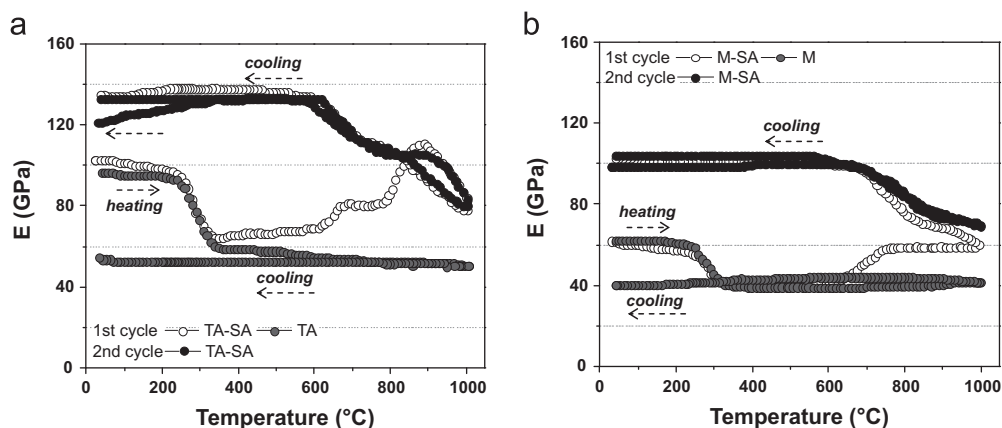 a
160
120
80
40
0
E (GPa)
cooling
heating
cooling
1st cycle TA-SA TA
2nd cycle TA-SA
0 200 400 600 800 1000
Temperature (°C)
b
160
120
80
40
0
E (GPa)
1st cycle M-SA M
2nd cycle M-SA
cooling
heating
cooling
0 200 400 600 800 1000
Temperature (°C)